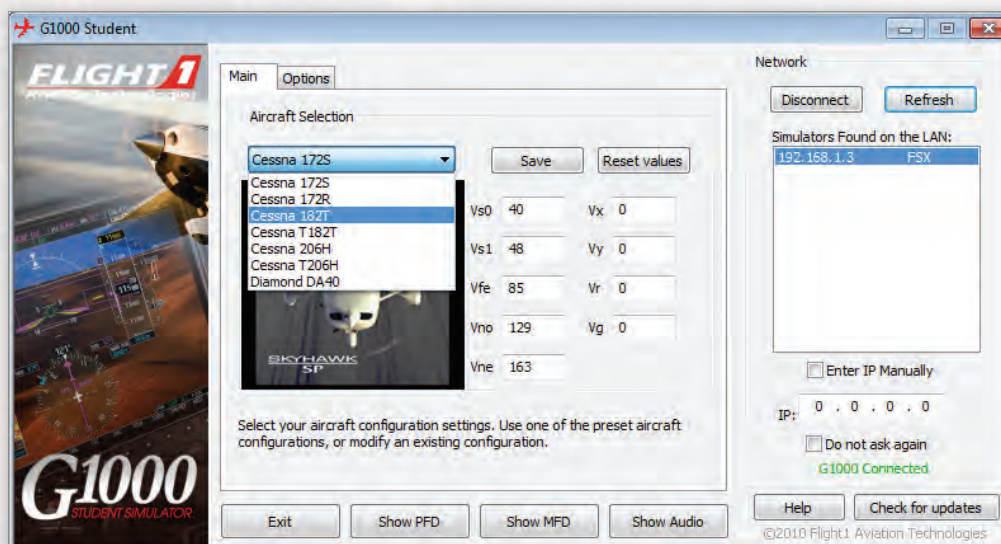 G1000 Student
FLIGHT 1
Main
Options
Aircraft Selection
Cessna 172S
Save
Reset values
Cessna 172S
Cessna 172R
Cessna 182T
Cessna T182T
Cessna 206H
Cessna T206H
Diamond DA40
SKYHAWK
SP
Vs0 40 Vx 0
Vs1 48 Vy 0
Vfe 85 Vr 0
Vno 129 Vg 0
Vne 163
Select your aircraft configuration settings. Use one of the preset aircraft
configurations, or modify an existing configuration.
G1000
STUDENT SIMULATOR
Exit
Show PFD
Show MFD
Show Audio
Network
Disconnect
Refresh
Simulators Found on the LAN:
192.168.1.3 FSX
Enter IP Manually
IP: 0 . 0 . 0 . 0
Do not ask again
G1000 Connected
Help
Check for updates
©2010 Flight1 Aviation Technologies